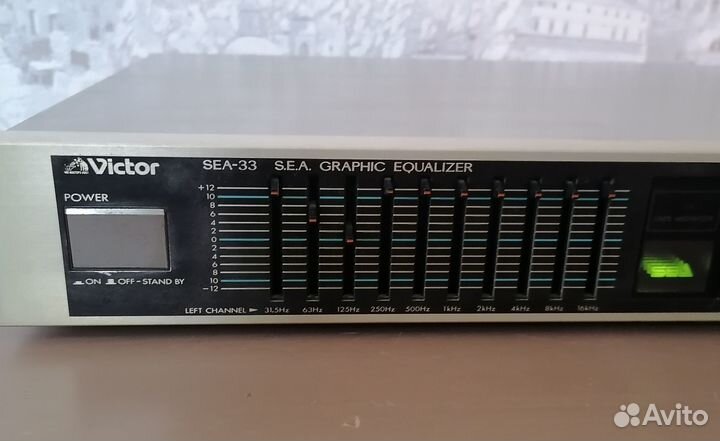 Victor
SEA-33 S.E.A. GRAPHIC EQUALIZER
POWER
+12
10
8
6
4
2
0
2
4
6
8
10
-12
ON OFF-STAND BY
LEFT CHANNEL 31.5Hz 63Hz 125Hz 250Hz 500Hz 1kHz 2kHz 4kHz 8kHz 16kHz
Avito